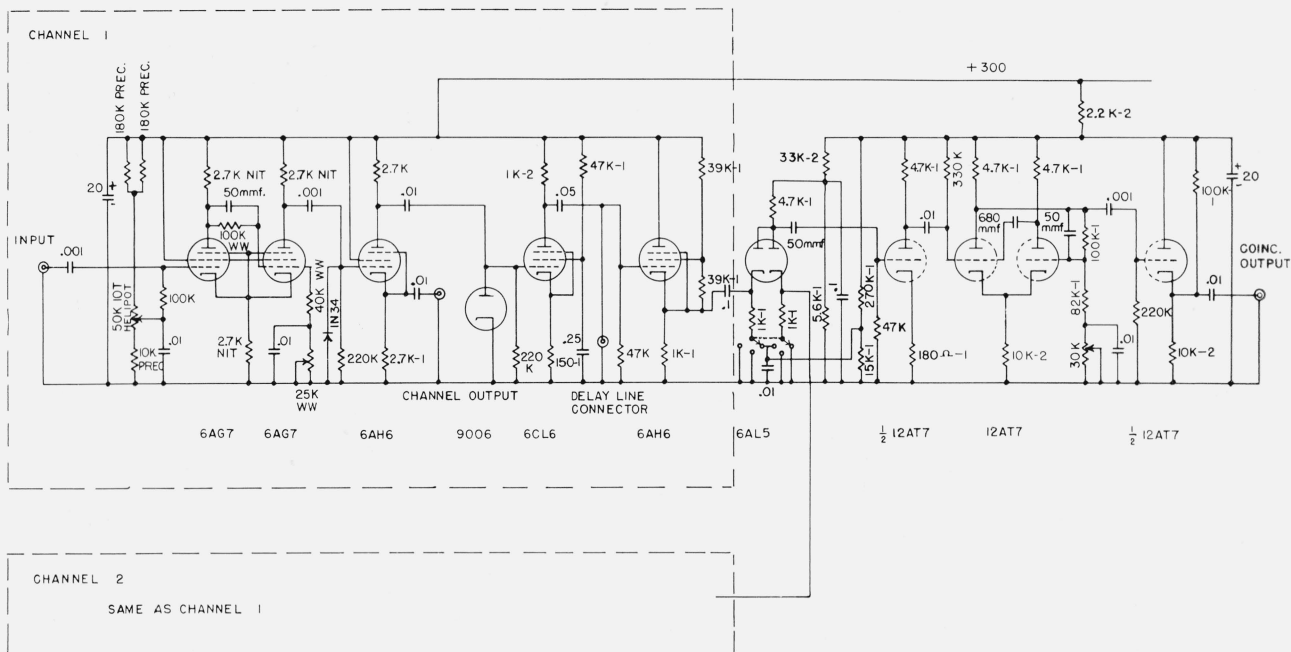 CHANNEL 1
180K PREC.
180K PREC.
+300
2.2K-2
20
+
-
2.7K NIT
50mmf.
100K WW
2.7K NIT
.001
2.7K
.01
1K-2
.05
47K-1
39K-1
33K-2
4.7K-1
50mmf
4.7K-1
330K
.01
4.7K-1
680 mmf
4.7K-1
50 mmf
100K-1
.001
100K-1
+
-
20
INPUT
.001
50K 10T HELIPOT
10K PREC
100K
.01
2.7K NIT
.01
40K WW
25K WW
1N34
220K
2.7K-1
.01
CHANNEL OUTPUT
220 K
150-1
.25
DELAY LINE CONNECTOR
47K
1K-1
39K-1
.1
1K-1
1K-1
.01
5.6K-1
.1
270K-1
15K-1
47K
180Ω-1
10K-2
82K-1
30K
.01
220K
10K-2
.01
COINC. OUTPUT
6AG7 6AG7 6AH6 9006 6CL6 6AH6 6AL5 ½ 12AT7 12AT7 ½ 12AT7
CHANNEL 2
SAME AS CHANNEL 1